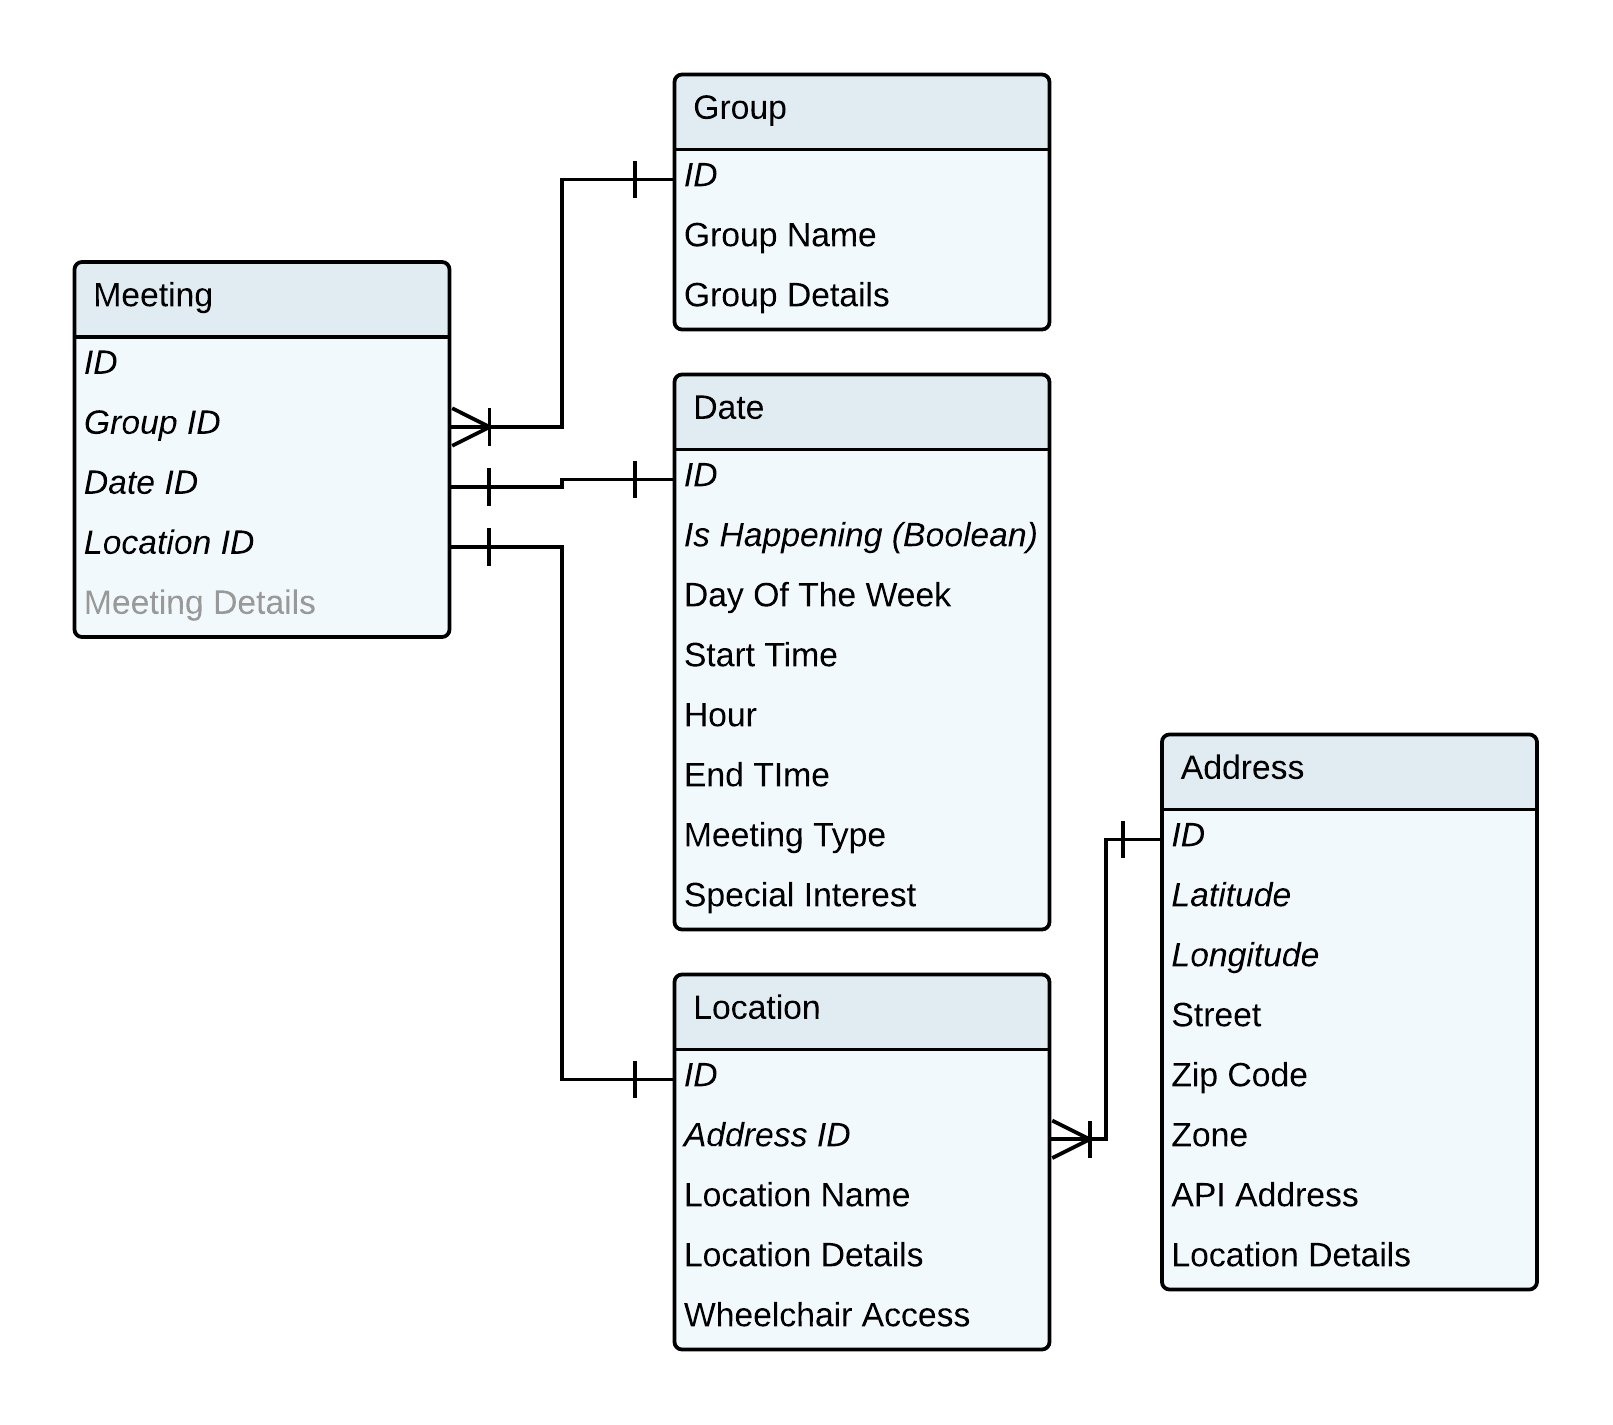 Group
ID
Group Name
Group Details
Meeting
ID
Group ID
Date ID
Location ID
Meeting Details
Date
ID
Is Happening (Boolean)
Day Of The Week
Start Time
Hour
End TIme
Meeting Type
Special Interest
Location
ID
Address ID
Location Name
Location Details
Wheelchair Access
Address
ID
Latitude
Longitude
Street
Zip Code
Zone
API Address
Location Details